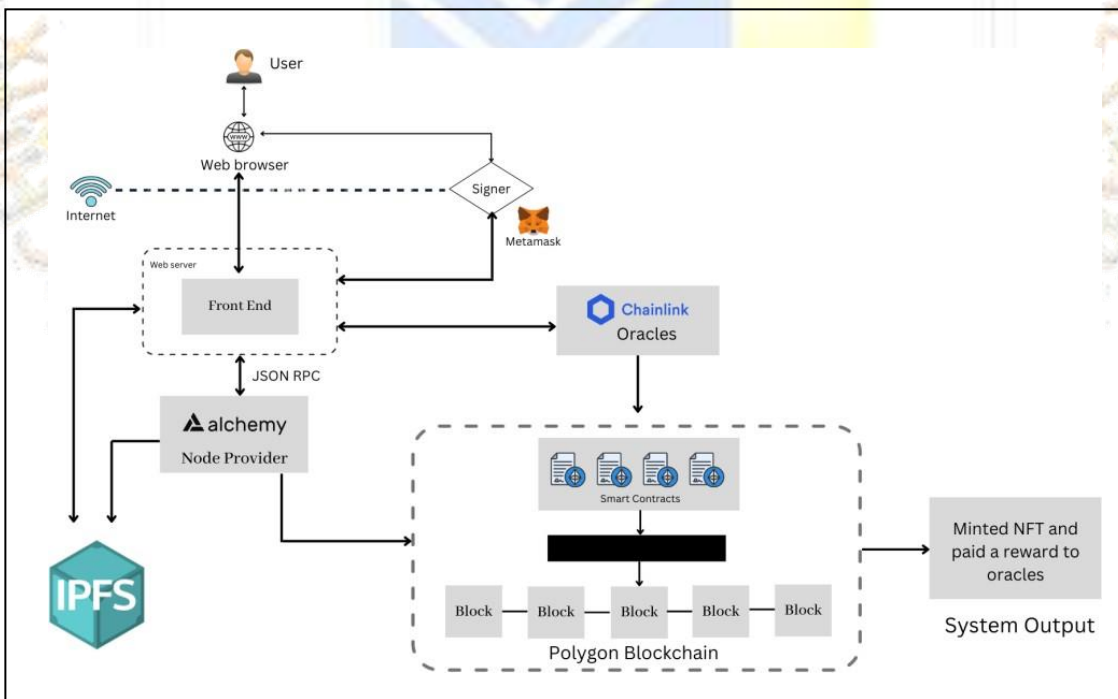 User
www
Web browser
Internet
Signer
Metamask
Web server
Front End
Chainlink
Oracles
JSON RPC
alchemy
Node Provider
Smart Contracts
IPFS
Block
Block
Block
Block
Block
Polygon Blockchain
Minted NFT and
paid a reward to
oracles
System Output